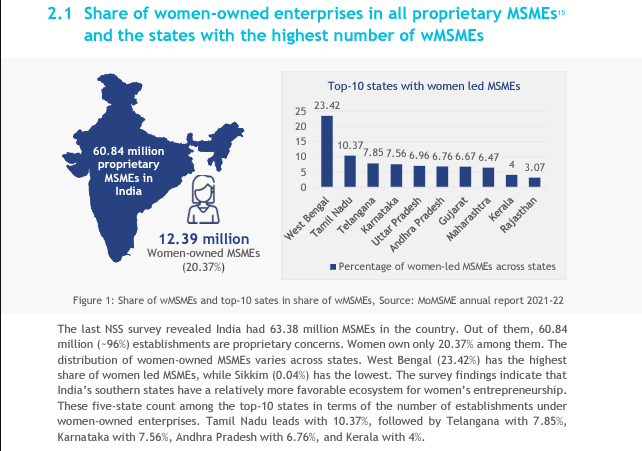 2.1 Share of women-owned enterprises in all proprietary MSMEs15
and the states with the highest number of wMSMEs
60.84 million
proprietary
MSMEs in
India
12.39 million
Women-owned MSMEs
(20.37%)
Top-10 states with women led MSMEs
25
20
15
10
5
0
23.42
10.37
7.85
7.56
6.96
6.76
6.67
6.47
4
3.07
West Bengal
Tamil Nadu
Telangana
Karnataka
Uttar Pradesh
Andhra Pradesh
Gujarat
Maharashtra
Kerala
Rajasthan
Percentage of women-led MSMEs across states
Figure 1: Share of wMSMEs and top-10 sates in share of wMSMEs, Source: MoMSME annual report 2021-22
The last NSS survey revealed India had 63.38 million MSMEs in the country. Out of them, 60.84
million (~96%) establishments are proprietary concerns. Women own only 20.37% among them. The
distribution of women-owned MSMEs varies across states. West Bengal (23.42%) has the highest
share of women led MSMEs, while Sikkim (0.04%) has the lowest. The survey findings indicate that
India's southern states have a relatively more favorable ecosystem for women's entrepreneurship.
These five-state count among the top-10 states in terms of the number of establishments under
women-owned enterprises. Tamil Nadu leads with 10.37%, followed by Telangana with 7.85%,
Karnataka with 7.56%, Andhra Pradesh with 6.76%, and Kerala with 4%.